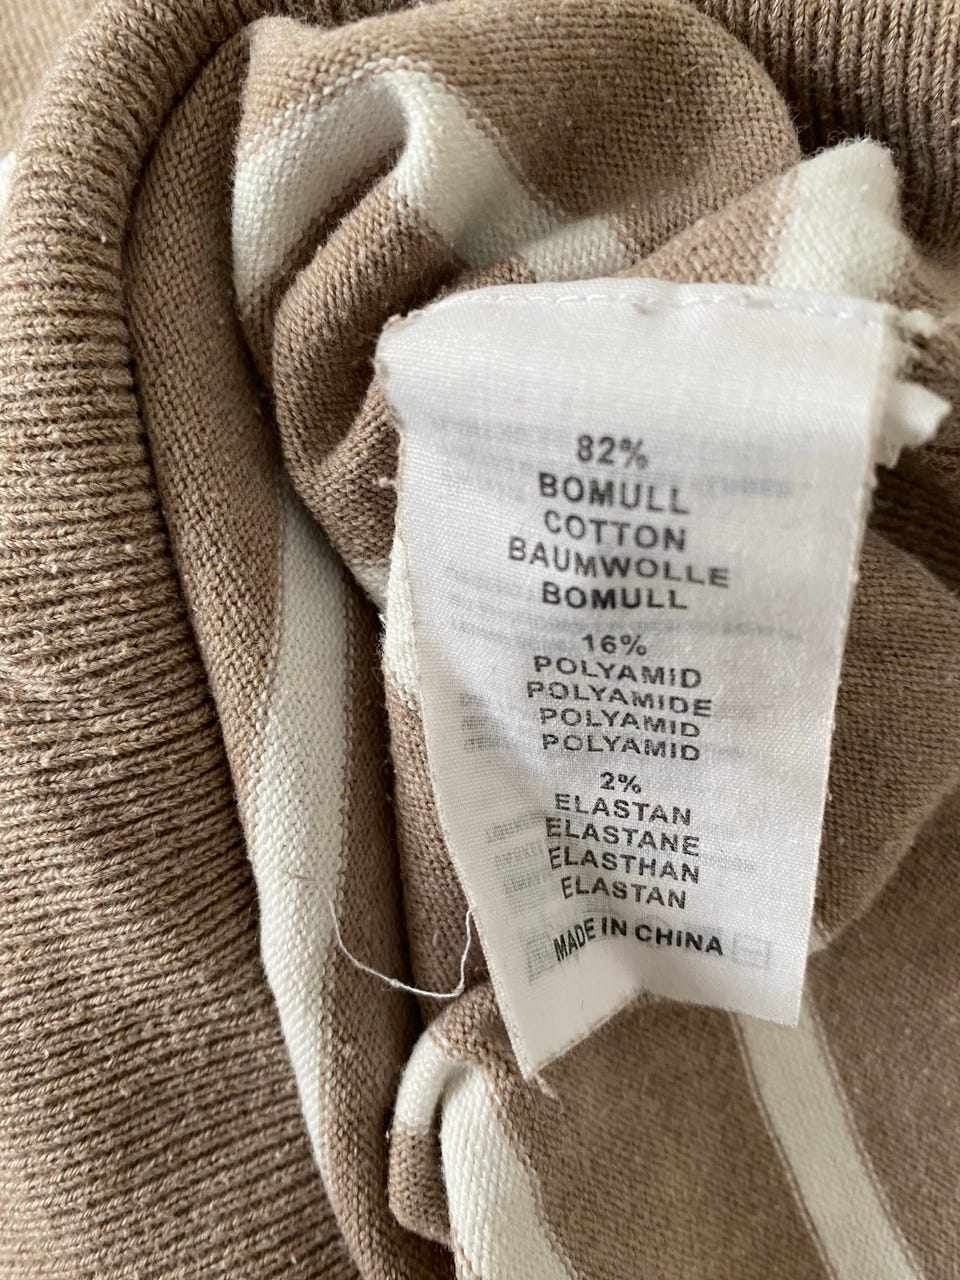 82%
BOMULL
COTTON
BAUMWOLLE
BOMULL
16%
POLYAMID
POLYAMIDE
POLYAMID
POLYAMID
2%
ELASTAN
ELASTANE
ELASTHAN
ELASTAN
MADE IN CHINA